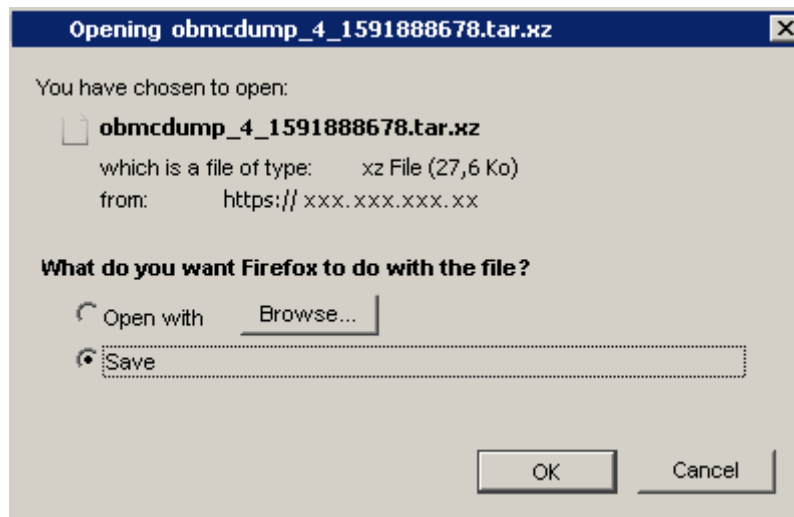 Opening obmcdump_4_1591888678.tar.xz
You have chosen to open:
obmcdump_4_1591888678.tar.xz
which is a file of type: xz File (27,6 Ko)
from: https:// xxx.xxx.xxx.xx
What do you want Firefox to do with the file?
Open with Browse...
Save
OK Cancel